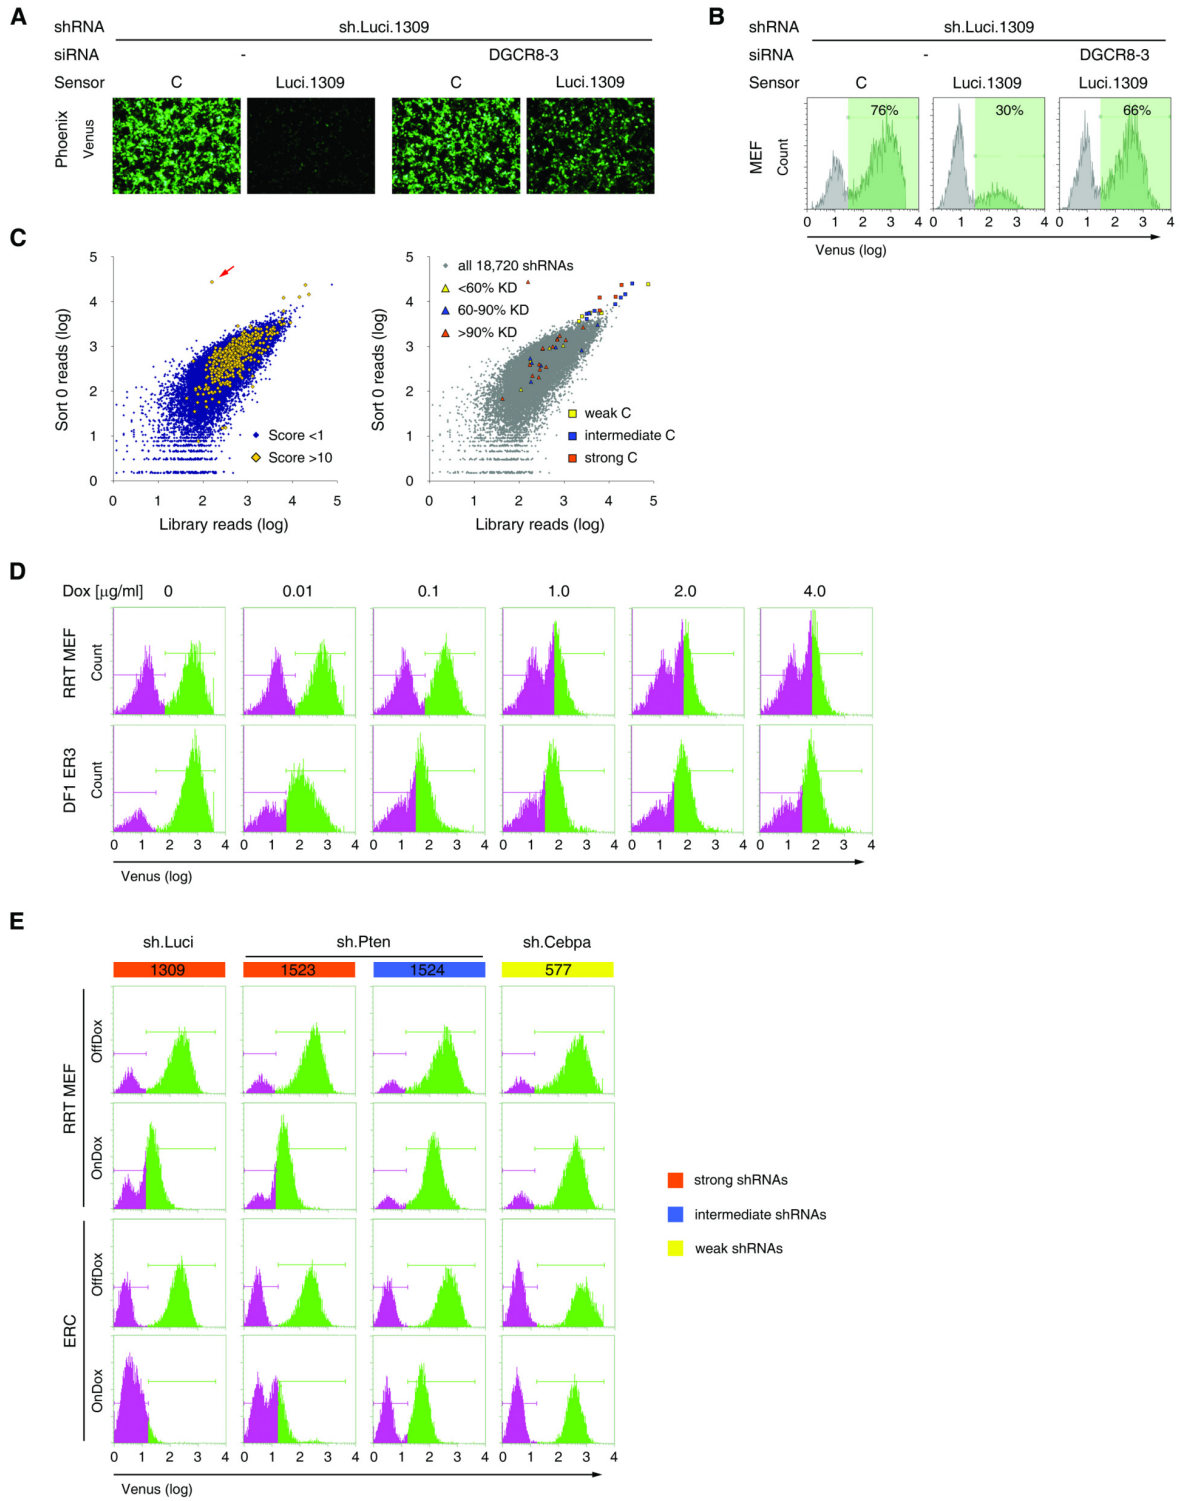 A
shRNA sh.Luci.1309
siRNA - DGCR8-3
Sensor C Luci.1309 C Luci.1309
Phoenix
Venus
B
shRNA sh.Luci.1309
siRNA - DGCR8-3
Sensor C Luci.1309 Luci.1309
76% 30% 66%
MEF
Count
0 1 2 3 4 0 1 2 3 4 0 1 2 3 4
Venus (log)
C
5
4
3
2
1
0
Sort 0 reads (log)
Score <1
Score >10
0 1 2 3 4 5
Library reads (log)
5
4
3
2
1
0
Sort 0 reads (log)
all 18,720 shRNAs
<60% KD
60-90% KD
>90% KD
weak C
intermediate C
strong C
0 1 2 3 4 5
Library reads (log)
D
Dox [µg/ml] 0 0.01 0.1 1.0 2.0 4.0
RRT MEF
Count
DF1 ER3
Count
0 1 2 3 4 0 1 2 3 4 0 1 2 3 4 0 1 2 3 4 0 1 2 3 4 0 1 2 3 4
Venus (log)
E
sh.Luci sh.Pten sh.Cebpa
1309 1523 1524 577
RRT MEF
OffDox
OnDox
ERC
OffDox
OnDox
0 1 2 3 4 0 1 2 3 4 0 1 2 3 4 0 1 2 3 4
Venus (log)
strong shRNAs
intermediate shRNAs
weak shRNAs